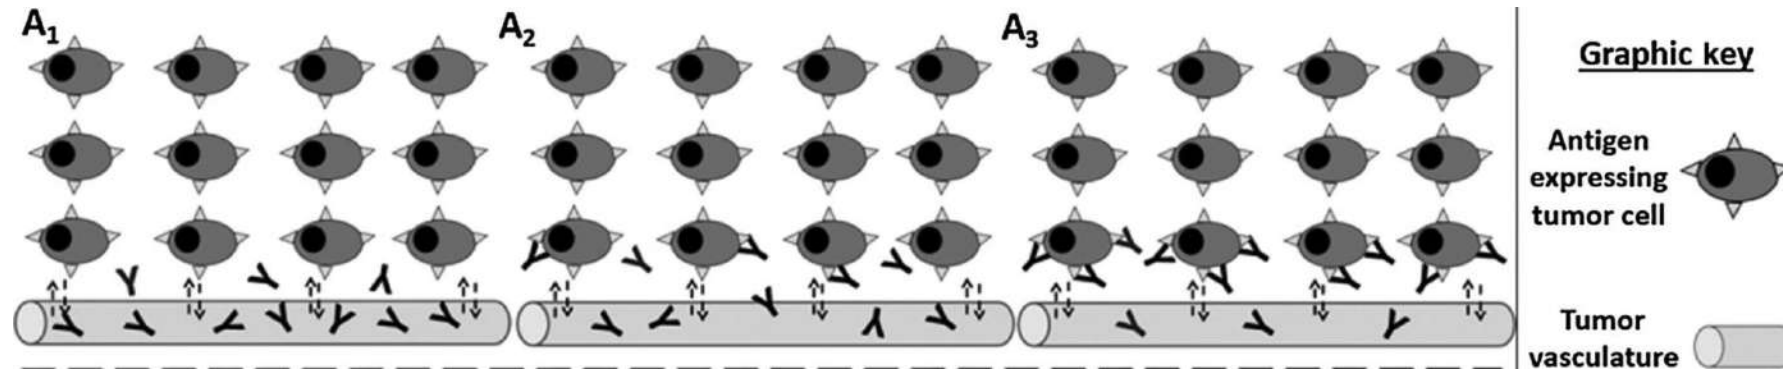 A1
A2
A3
Graphic key
Antigen
expressing
tumor cell
Tumor
vasculature